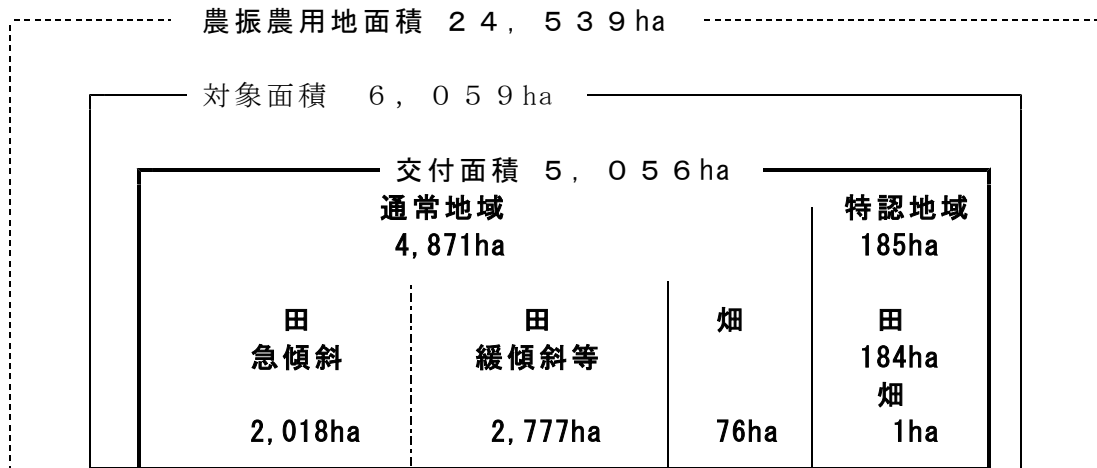 農振農用地面積 ２４，５３９ha
対象面積 ６，０５９ha
交付面積 ５，０５６ha
通常地域 特認地域
4,871ha 185ha
田 田 畑 田
急傾斜 緩傾斜等 184ha
畑
2,018ha 2,777ha 76ha 1ha